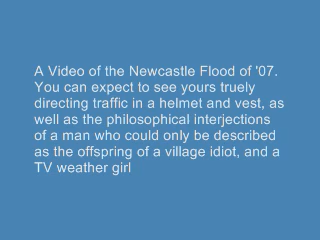 A Video of the Newcastle Flood of '07.
You can expect to see yours truely
directing traffic in a helmet and vest, as
well as the philosophical interjections
of a man who could only be described
as the offspring of a village idiot, and a
TV weather girl